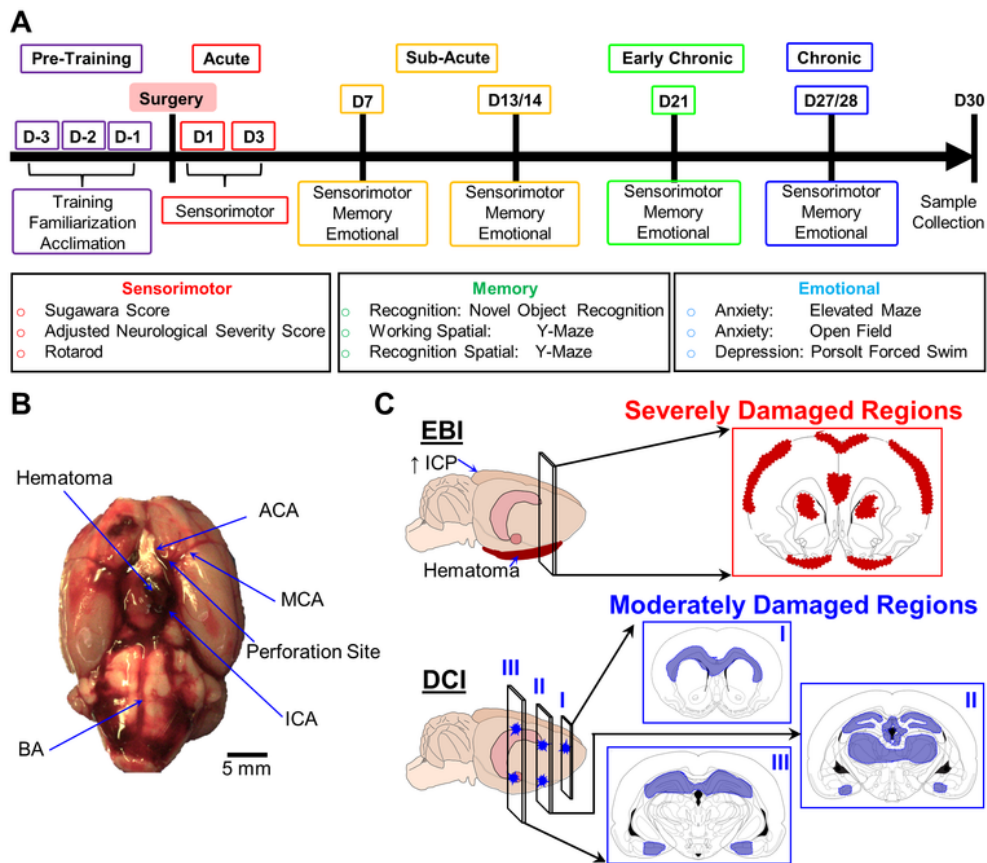 A
Pre-Training
Acute
Sub-Acute
Early Chronic
Chronic
Surgery
D7
D13/14
D21
D27/28
D30
D-3
D-2
D-1
D1
D3
Training
Familiarization
Acclimation
Sensorimotor
Sensorimotor
Memory
Emotional
Sensorimotor
Memory
Emotional
Sensorimotor
Memory
Emotional
Sensorimotor
Memory
Emotional
Sample
Collection
Sensorimotor
Sugawara Score
Adjusted Neurological Severity Score
Rotarod
Memory
Recognition: Novel Object Recognition
Working Spatial: Y-Maze
Recognition Spatial: Y-Maze
Emotional
Anxiety: Elevated Maze
Anxiety: Open Field
Depression: Porsolt Forced Swim
B
Hematoma
ACA
MCA
Perforation Site
ICA
BA
5 mm
C
Severely Damaged Regions
EBI
↑ ICP
Hematoma
Moderately Damaged Regions
DCI
III
II
I
I
II
III